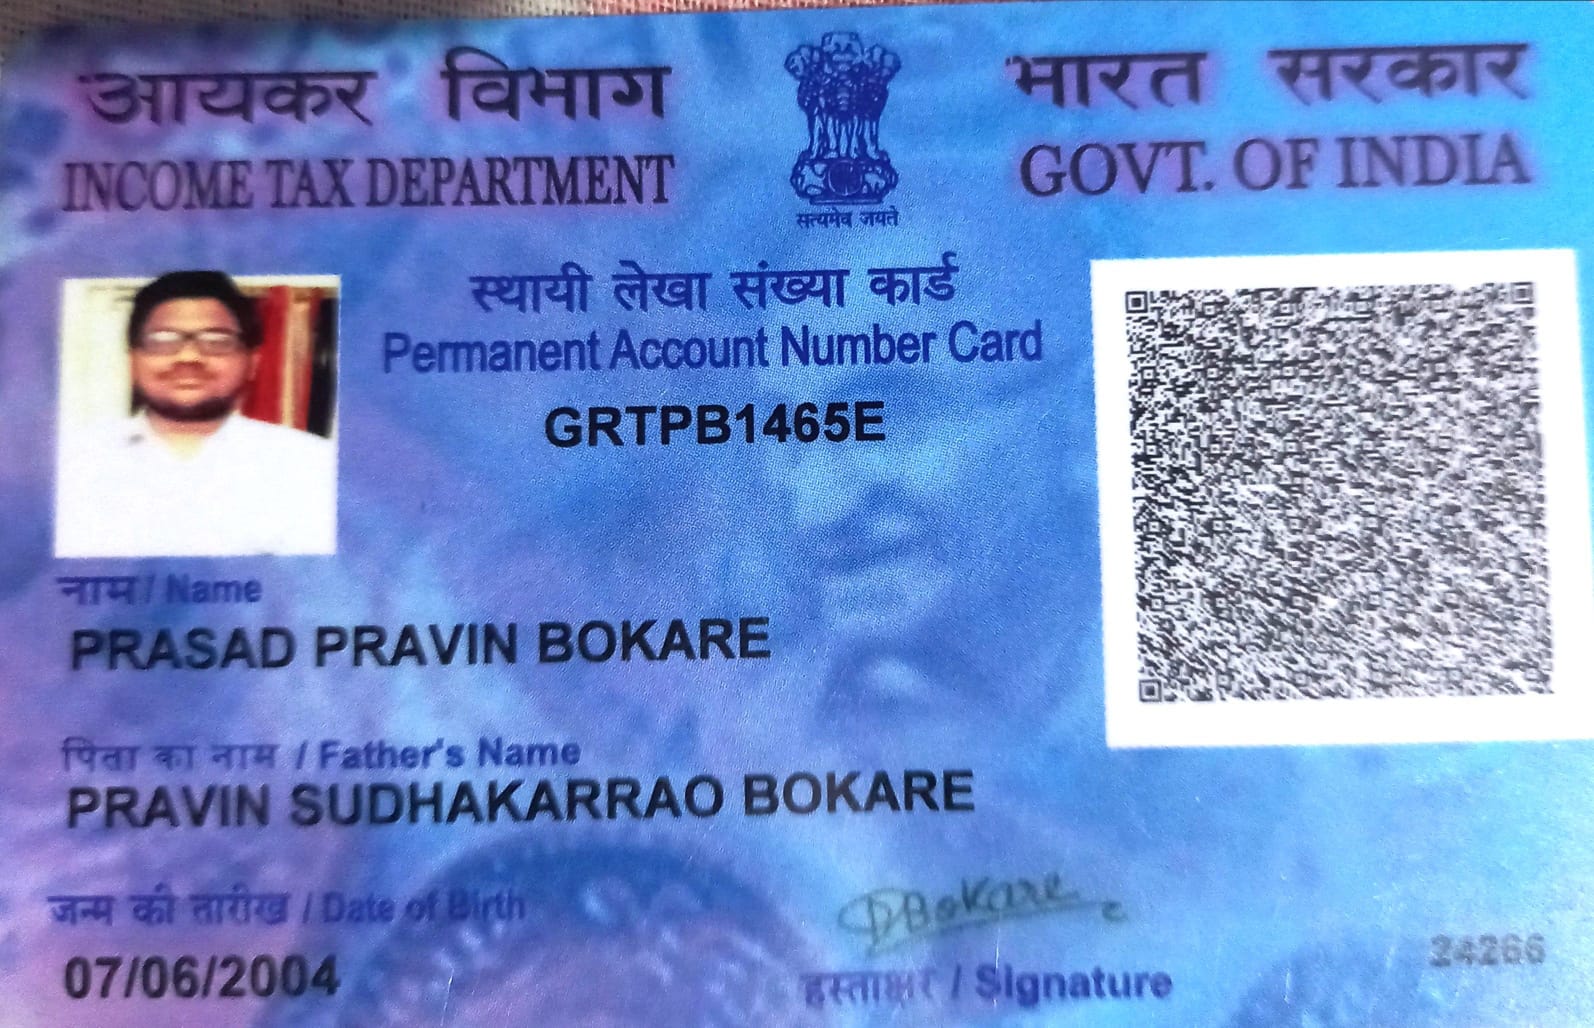 आयकर विभाग
INCOME TAX DEPARTMENT
सत्यमेव जयते
भारत सरकार
GOVT. OF INDIA
स्थायी लेखा संख्या कार्ड
Permanent Account Number Card
GRTPB1465E
नाम / Name
PRASAD PRAVIN BOKARE
पिता का नाम / Father's Name
PRAVIN SUDHAKARRAO BOKARE
जन्म की तारीख / Date of Birth
07/06/2004
PBokare
हस्ताक्षर / Signature
24266